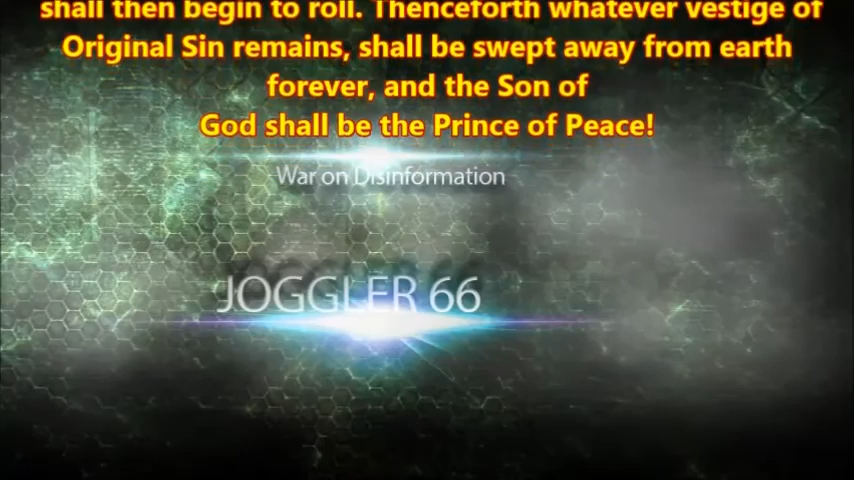 shall then begin to roll. Thenceforth whatever vestige of
Original Sin remains, shall be swept away from earth
forever, and the Son of
God shall be the Prince of Peace!
War on Disinformation
JOGGLER 66